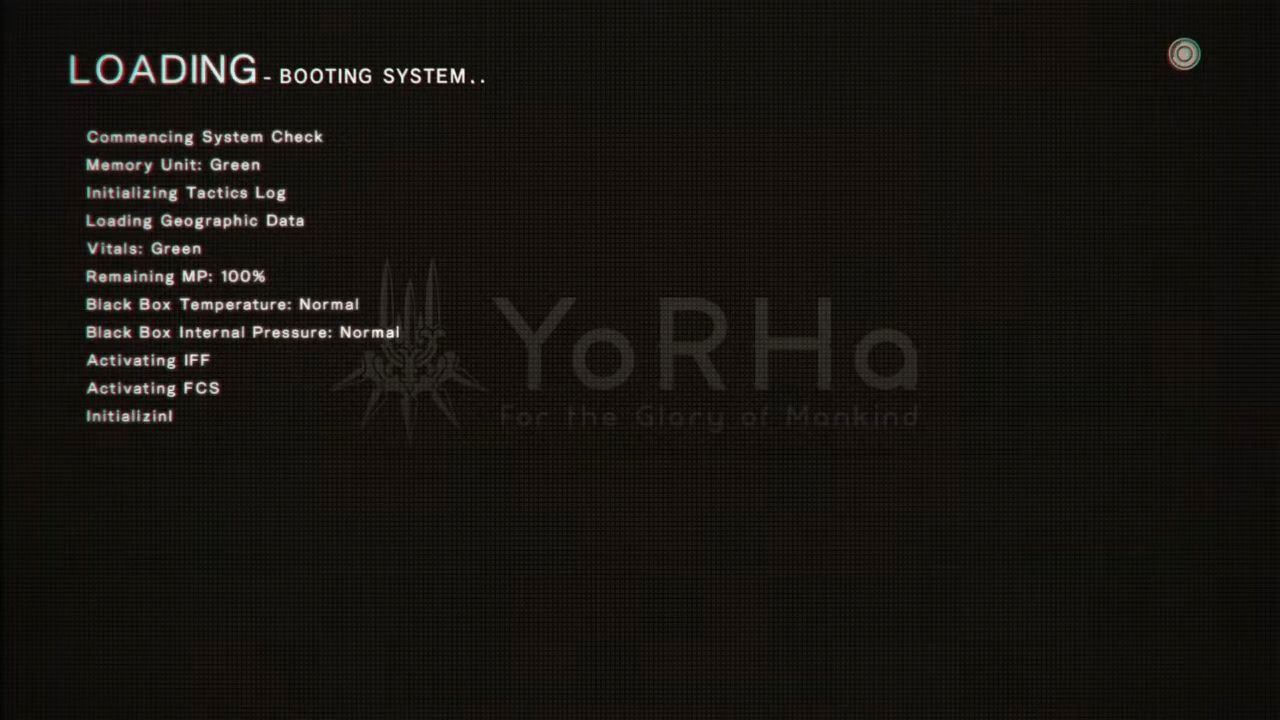 LOADING - BOOTING SYSTEM..
Commencing System Check
Memory Unit: Green
Initializing Tactics Log
Loading Geographic Data
Vitals: Green
Remaining MP: 100%
Black Box Temperature: Normal
Black Box Internal Pressure: Normal
Activating IFF
Activating FCS
InitializinI
YoRHa
For the Glory of Mankind